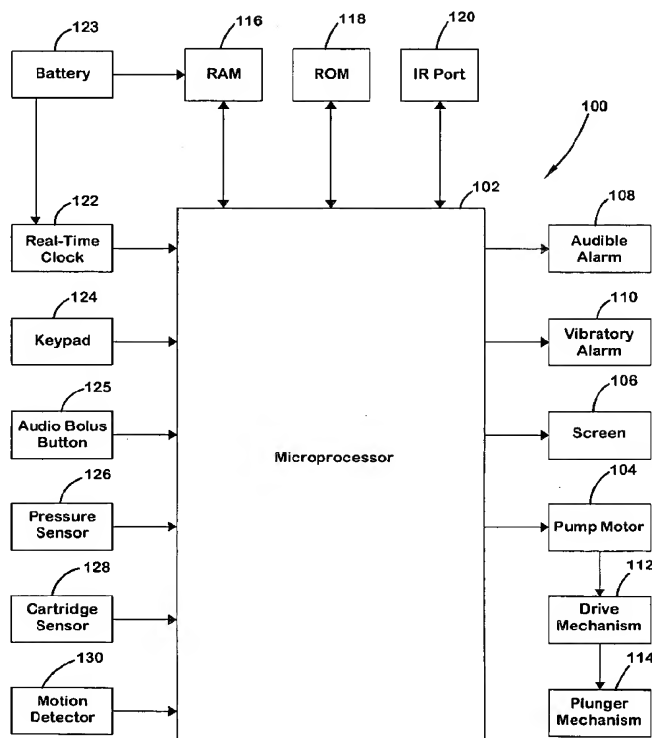 123
116
118
120
Battery
RAM
ROM
IR Port
100
122
102
108
Real-Time
Clock
Audible
Alarm
124
110
Keypad
Vibratory
Alarm
125
106
Audio Bolus
Button
Screen
Microprocessor
126
104
Pressure
Sensor
Pump Motor
128
112
Cartridge
Sensor
Drive
Mechanism
130
114
Motion
Detector
Plunger
Mechanism